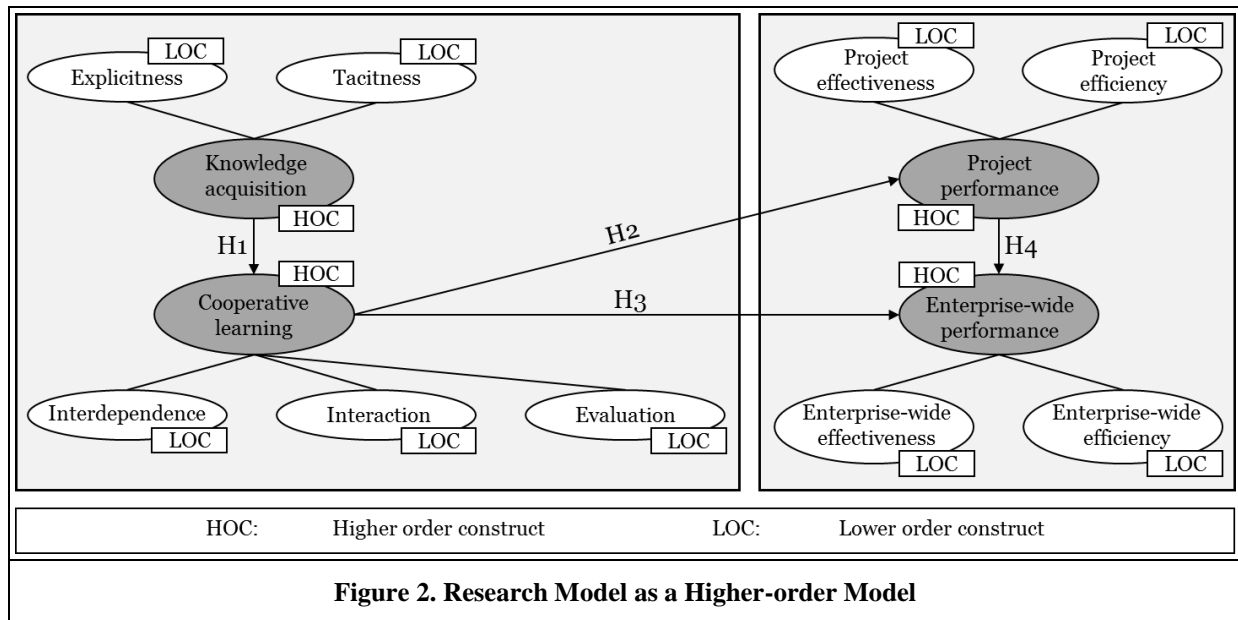 LOC
Explicitness
LOC
Tacitness
Knowledge
acquisition
HOC
H1
HOC
Cooperative
learning
Interdependence
LOC
Interaction
LOC
Evaluation
LOC
H2
H3
LOC
Project
effectiveness
LOC
Project
efficiency
Project
performance
HOC
H4
HOC
Enterprise-wide
performance
Enterprise-wide
effectiveness
LOC
Enterprise-wide
efficiency
LOC
HOC: Higher order construct LOC: Lower order construct
Figure 2. Research Model as a Higher-order Model